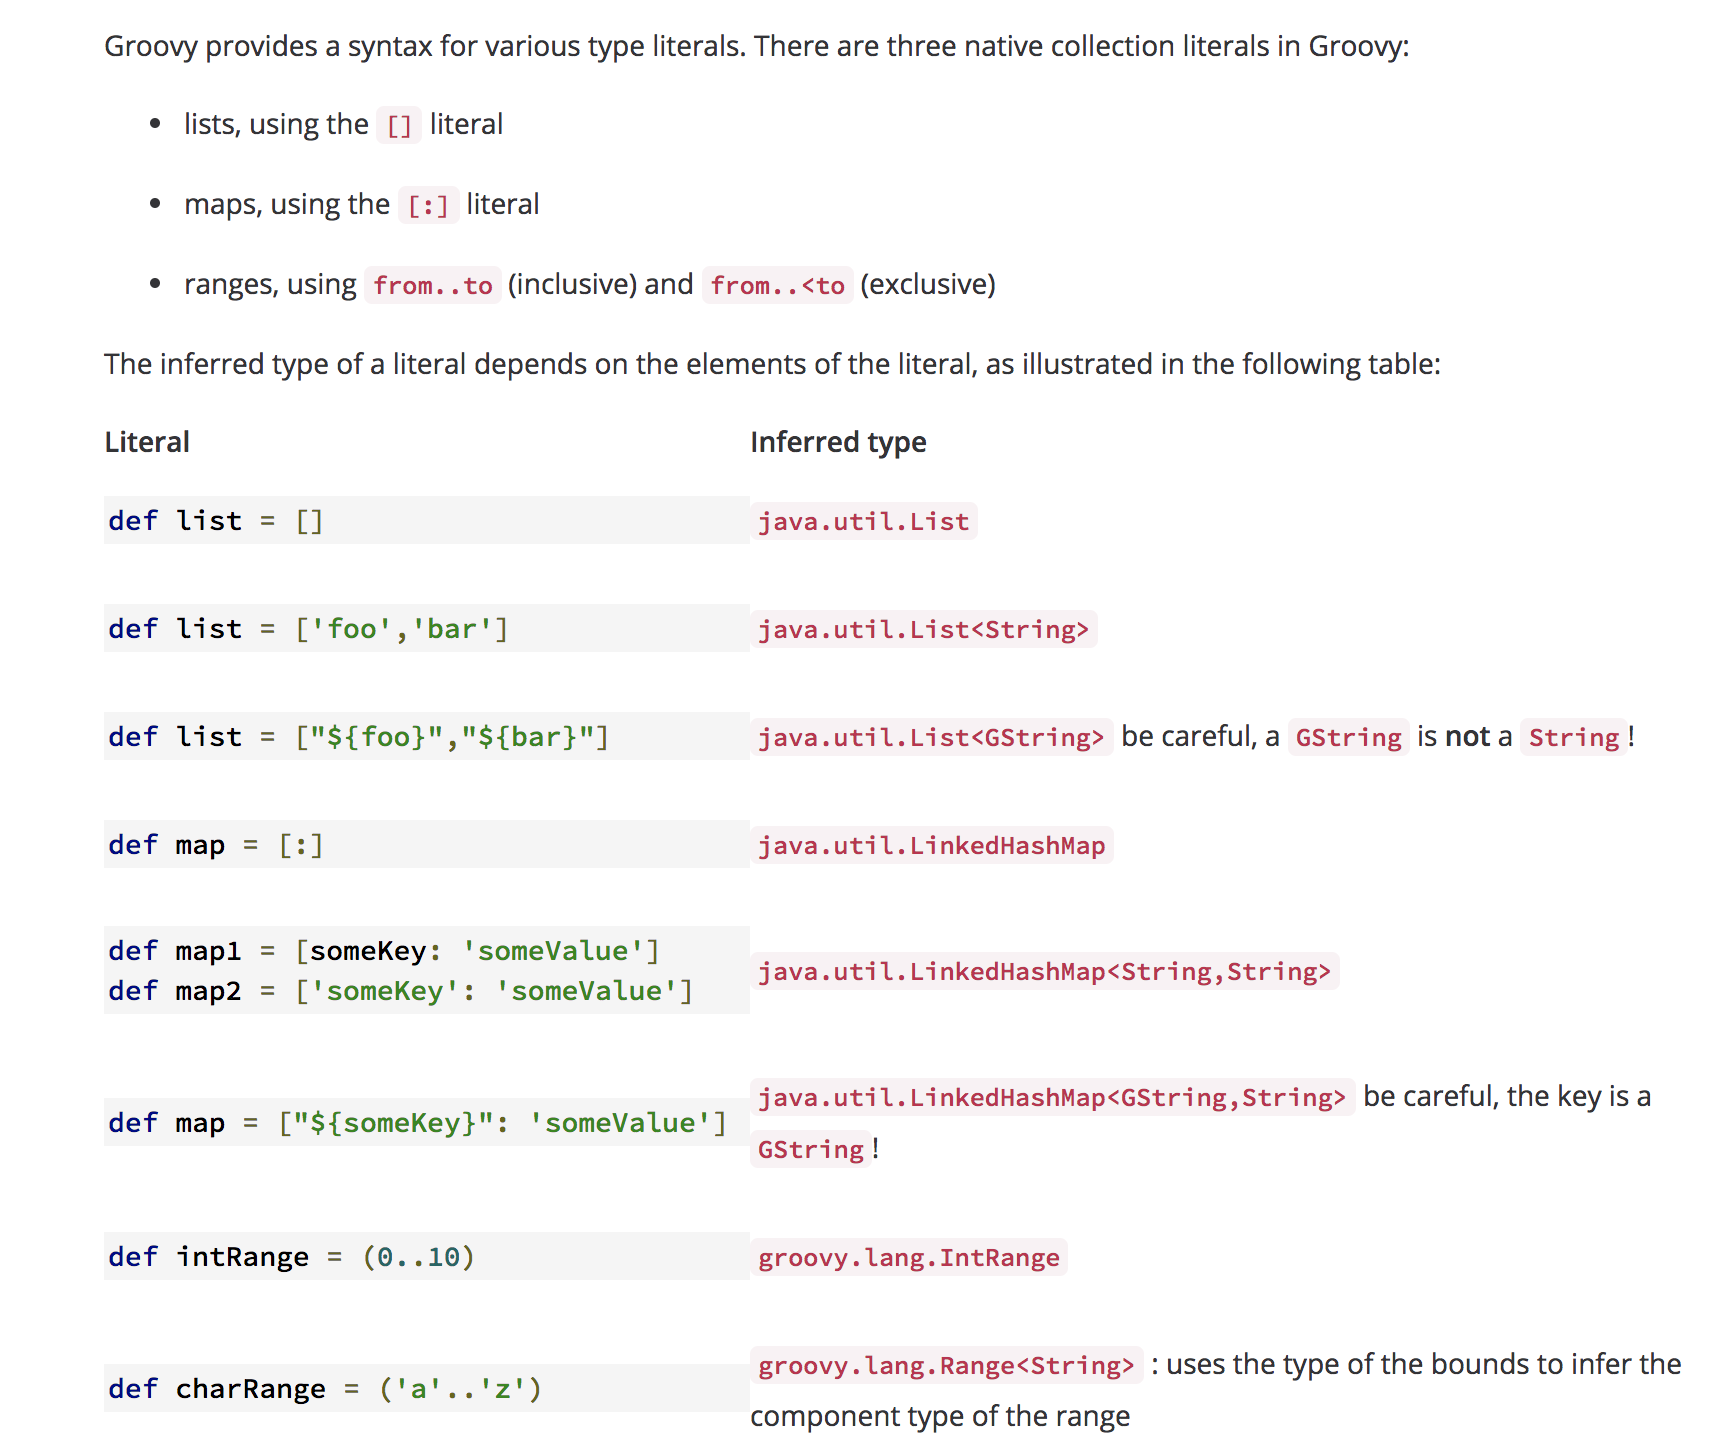 Groovy provides a syntax for various type literals. There are three native collection literals in Groovy:
• lists, using the [] literal
• maps, using the [:] literal
• ranges, using from..to (inclusive) and from..<to (exclusive)
The inferred type of a literal depends on the elements of the literal, as illustrated in the following table:
Literal Inferred type
def list = [] java.util.List
def list = ['foo','bar'] java.util.List<String>
def list = ["${foo}","${bar}"] java.util.List<GString> be careful, a GString is not a String!
def map = [:] java.util.LinkedHashMap
def map1 = [someKey: 'someValue']
def map2 = ['someKey': 'someValue']
java.util.LinkedHashMap<String,String>
def map = ["${someKey}": 'someValue']
java.util.LinkedHashMap<GString,String> be careful, the key is a
GString!
def intRange = (0..10) groovy.lang.IntRange
def charRange = ('a'..'z')
groovy.lang.Range<String> : uses the type of the bounds to infer the
component type of the range